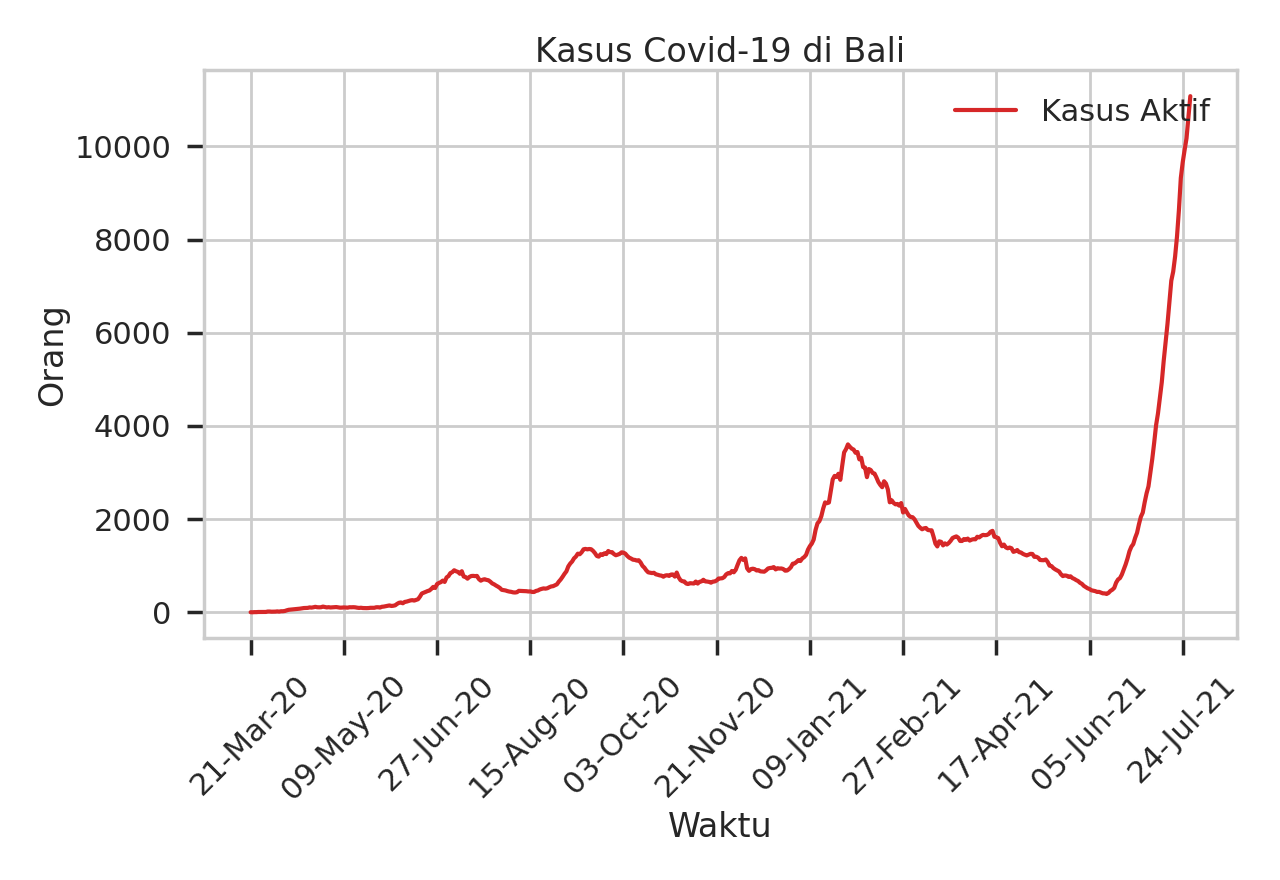 Kasus Covid-19 di Bali
Kasus Aktif
10000
8000
6000
4000
2000
0
Orang
21-Mar-20
09-May-20
27-Jun-20
15-Aug-20
03-Oct-20
21-Nov-20
09-Jan-21
27-Feb-21
17-Apr-21
05-Jun-21
24-Jul-21
Waktu